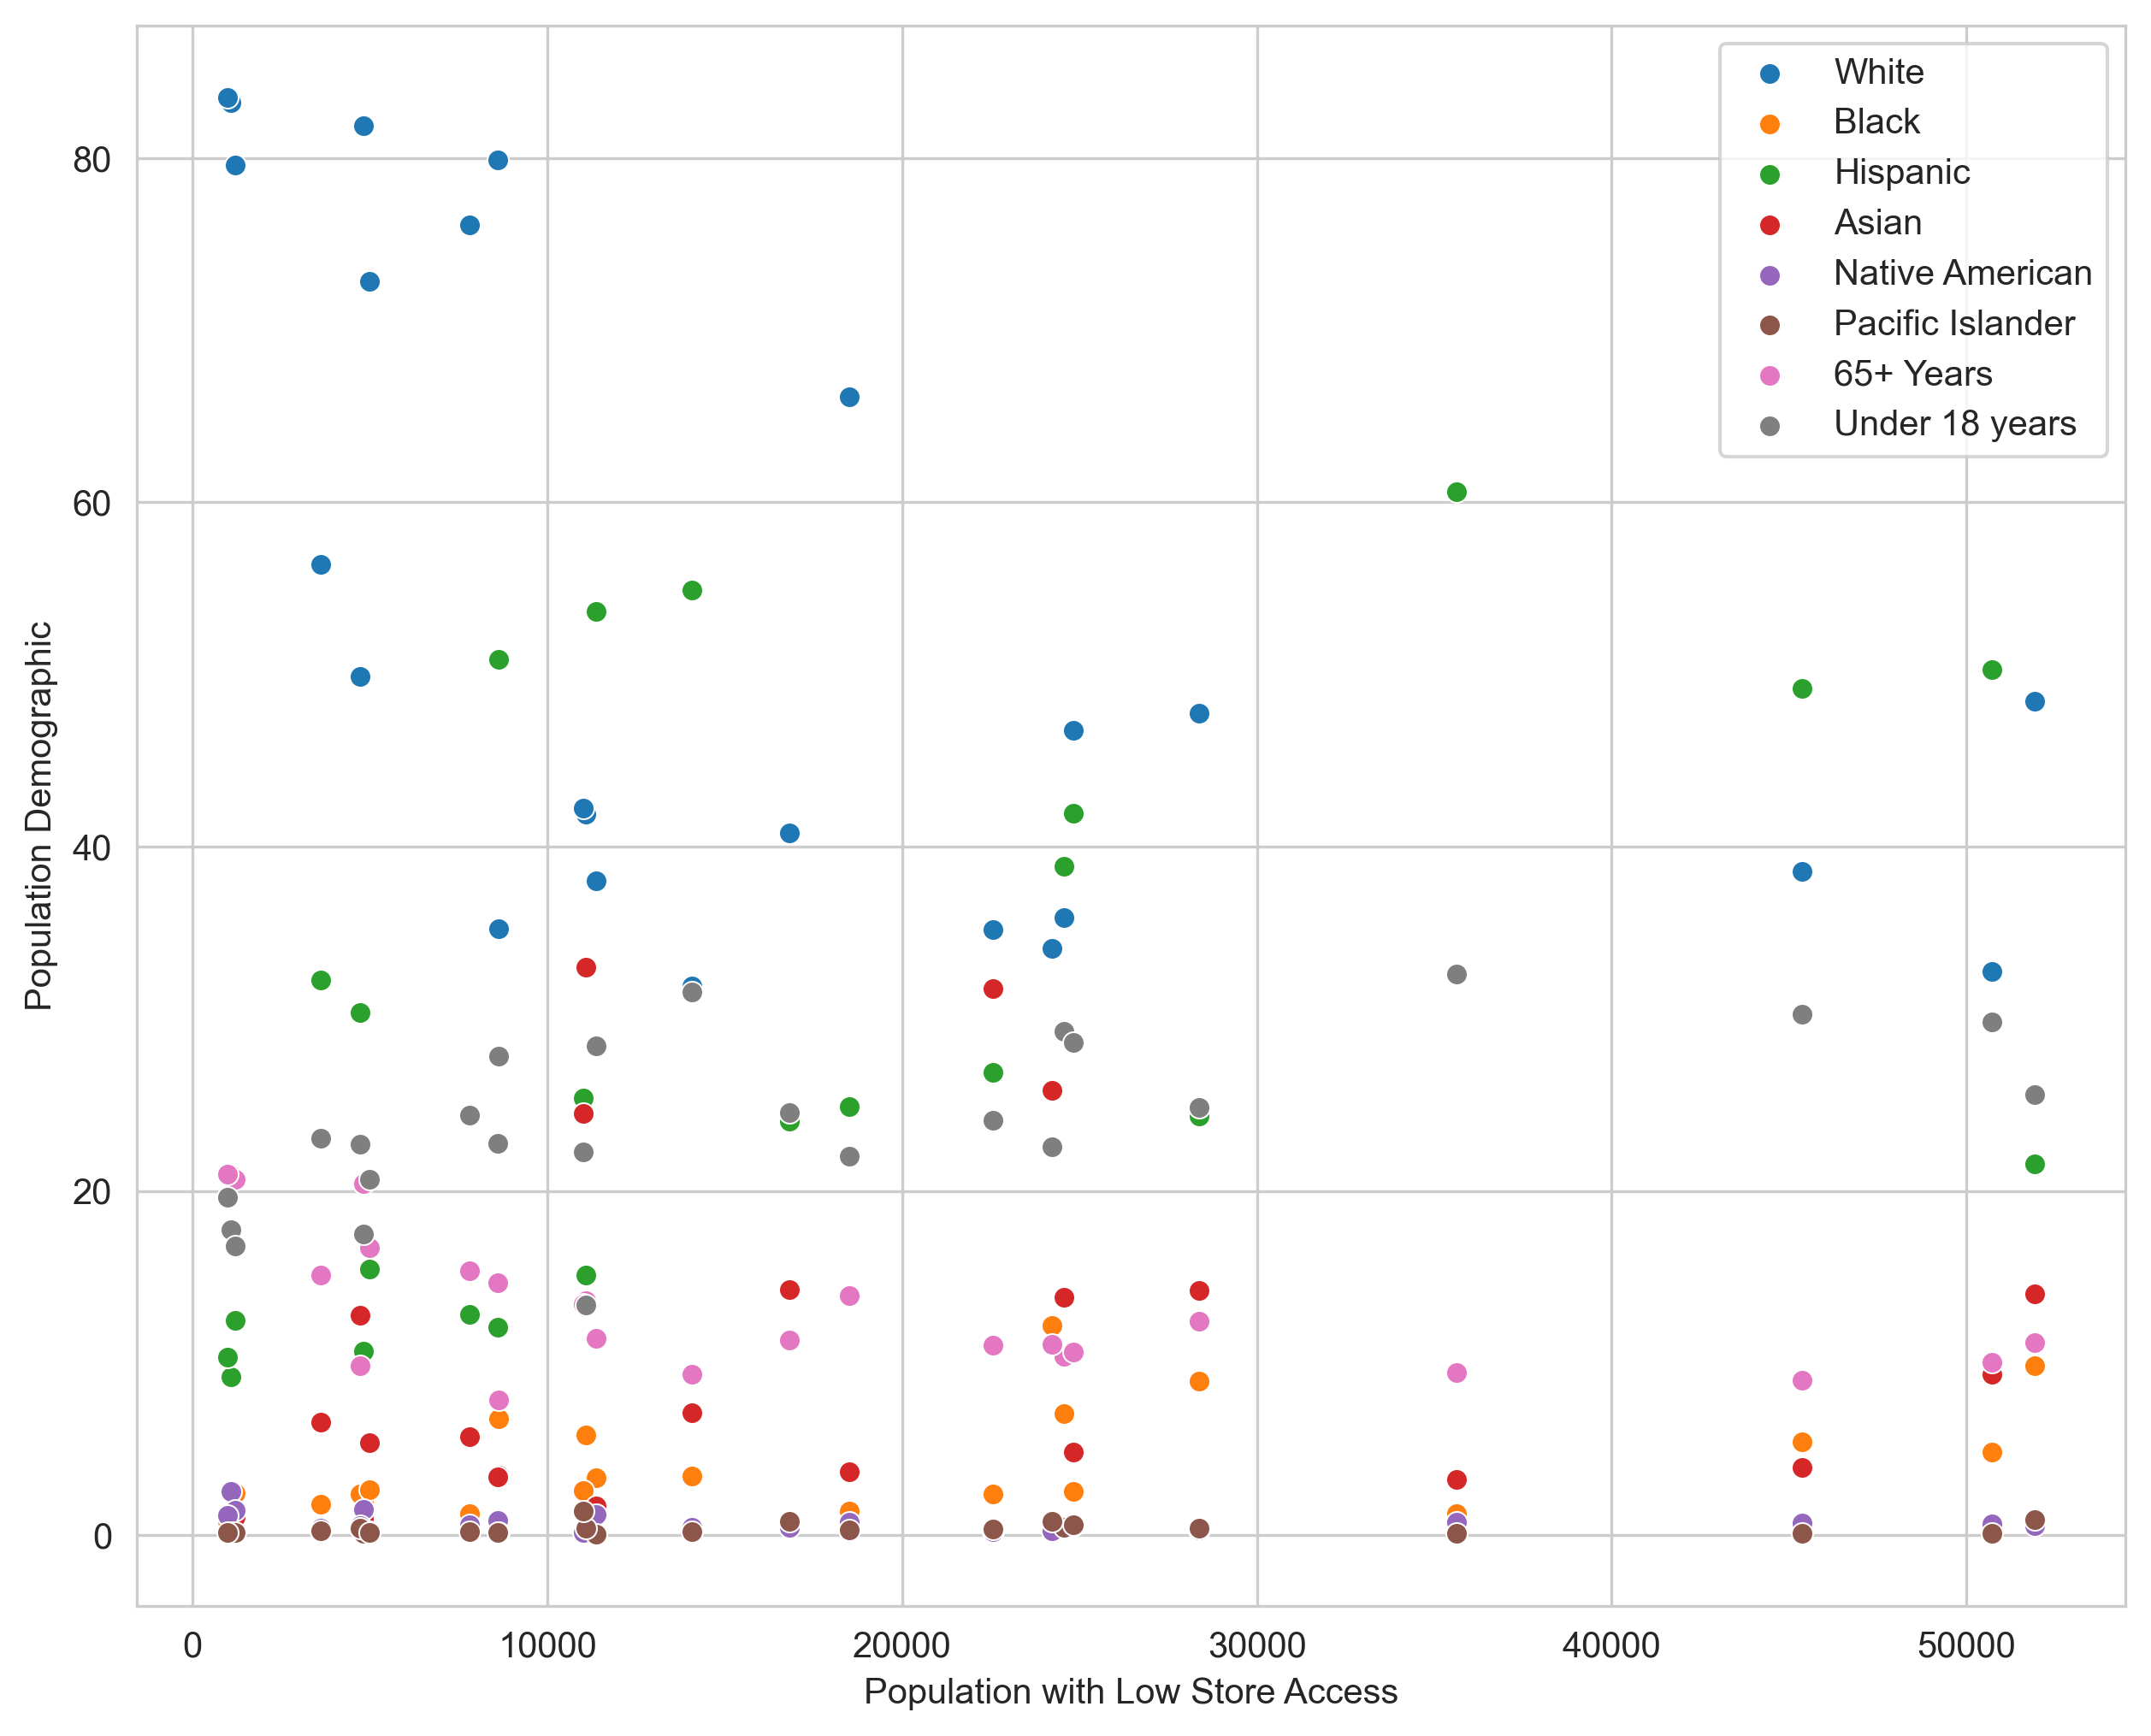 White
Black
Hispanic
Asian
Native American
Pacific Islander
65+ Years
Under 18 years
80
60
40
20
0
Population Demographic
0 10000 20000 30000 40000 50000
Population with Low Store Access